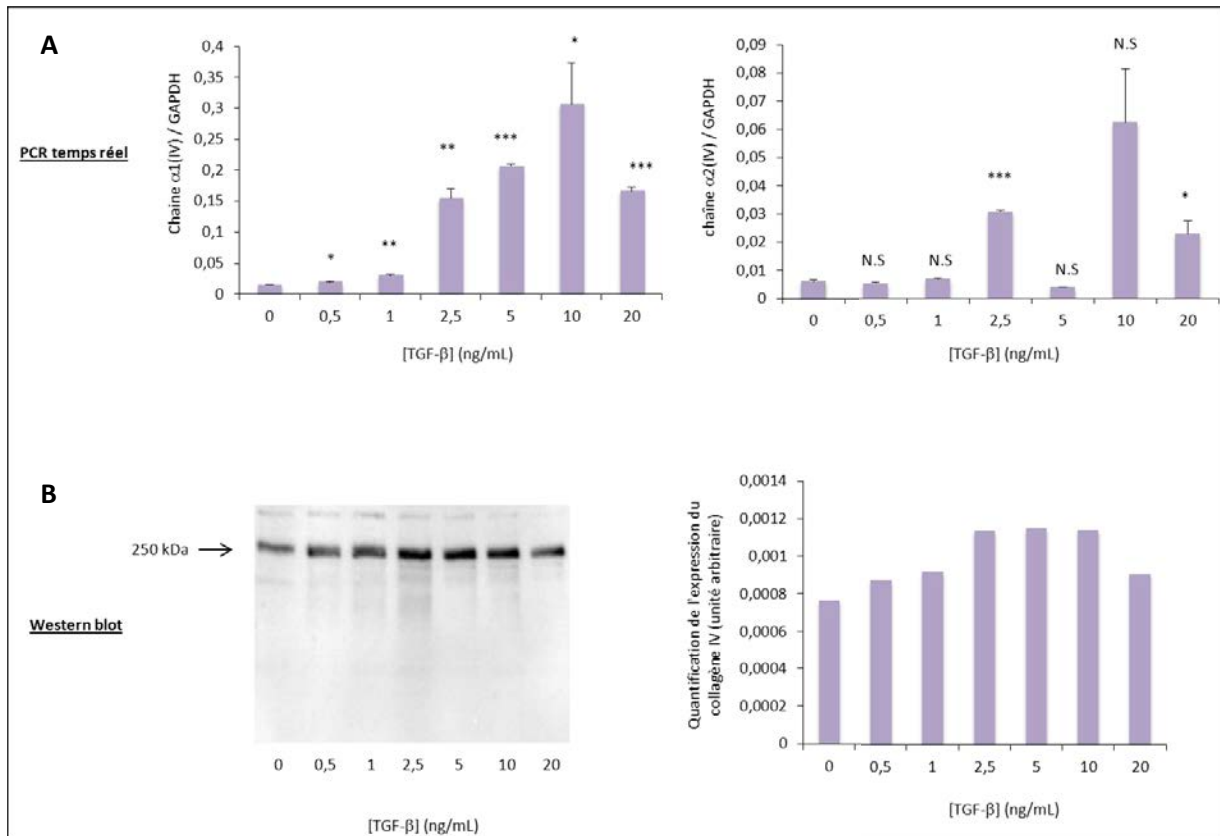 A
PCR temps réel
Chaine α1(IV) / GAPDH
0,4
0,35
0,3
0,25
0,2
0,15
0,1
0,05
0
*
**
**
***
*
***
0 0,5 1 2,5 5 10 20
[TGF-β] (ng/mL)
chaîne α2(IV) / GAPDH
0,09
0,08
0,07
0,06
0,05
0,04
0,03
0,02
0,01
0
N.S
N.S
***
N.S
N.S
*
0 0,5 1 2,5 5 10 20
[TGF-β] (ng/mL)
B
Western blot
250 kDa
0 0,5 1 2,5 5 10 20
[TGF-β] (ng/mL)
Quantification de l'expression du
collagène IV (unité arbitraire)
0,0014
0,0012
0,001
0,0008
0,0006
0,0004
0,0002
0
0 0,5 1 2,5 5 10 20
[TGF-β] (ng/mL)